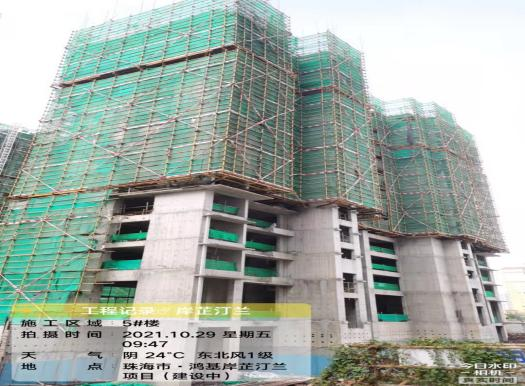 工程记录 岸芷汀兰
施工区域：5#楼
拍摄时间：2021.10.29 星期五
09:47
天气：阴 24℃ 东北风1级
地点：珠海市·鸿基岸芷汀兰
项目（建设中）
今日水印
相机
真实时间